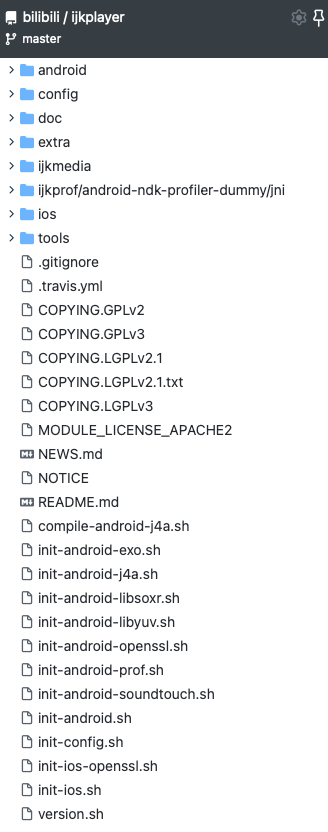 bilibili / ijkplayer
master
android
config
doc
extra
ijkmedia
ijkprof/android-ndk-profiler-dummy/jni
ios
tools
.gitignore
.travis.yml
COPYING.GPLv2
COPYING.GPLv3
COPYING.LGPLv2.1
COPYING.LGPLv2.1.txt
COPYING.LGPLv3
MODULE_LICENSE_APACHE2
NEWS.md
NOTICE
README.md
compile-android-j4a.sh
init-android-exo.sh
init-android-j4a.sh
init-android-libsoxr.sh
init-android-libyuv.sh
init-android-openssl.sh
init-android-prof.sh
init-android-soundtouch.sh
init-android.sh
init-config.sh
init-ios-openssl.sh
init-ios.sh
version.sh